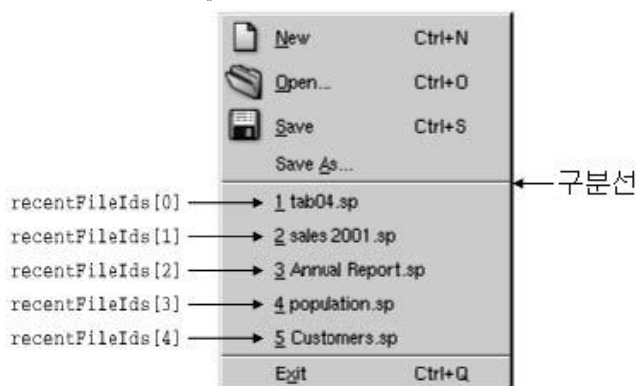 New Ctrl+N
Open... Ctrl+O
Save Ctrl+S
Save As...
구분선
recentFileIds[0] 1 tab04.sp
recentFileIds[1] 2 sales 2001.sp
recentFileIds[2] 3 Annual Report.sp
recentFileIds[3] 4 population.sp
recentFileIds[4] 5 Customers.sp
Exit Ctrl+Q